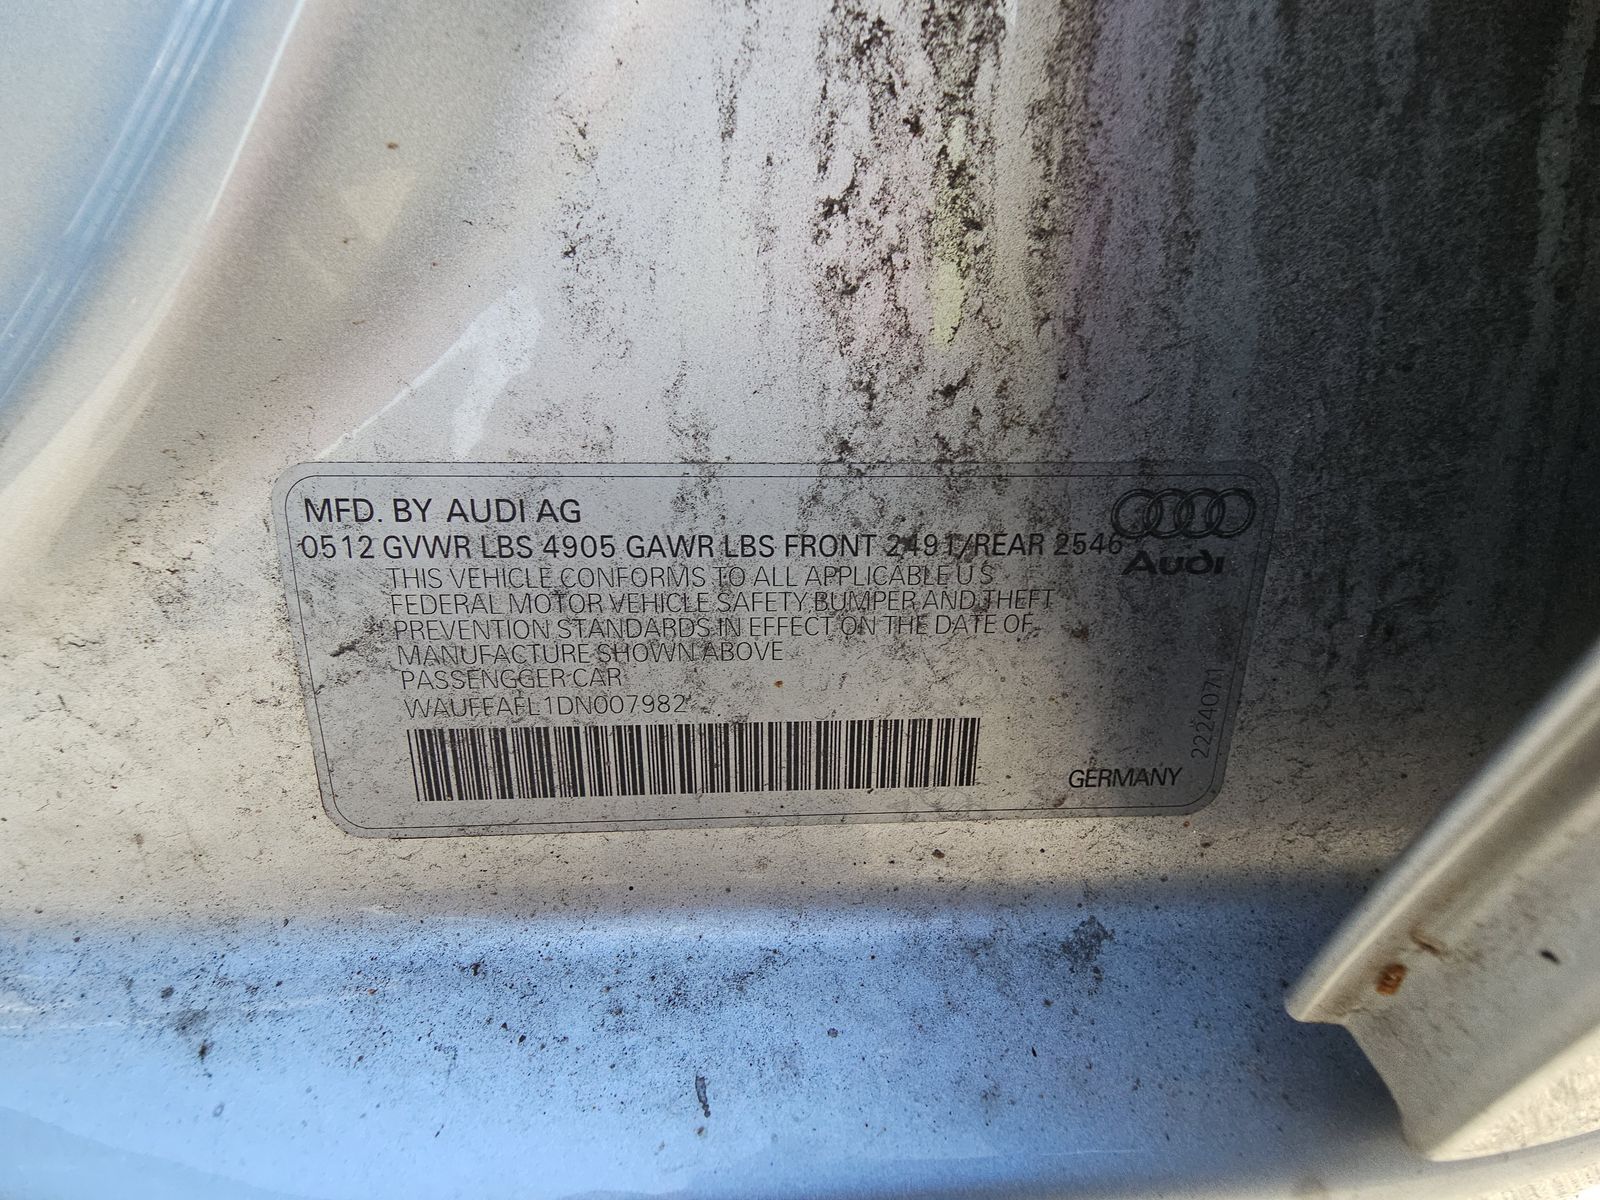 MFD. BY AUDI AG
0512 GVWR LBS 4905 GAWR LBS FRONT 2491/REAR 2546
Audi
THIS VEHICLE CONFORMS TO ALL APPLICABLE U S
FEDERAL MOTOR VEHICLE SAFETY BUMPER AND THEFT
PREVENTION STANDARDS IN EFFECT ON THE DATE OF
MANUFACTURE SHOWN ABOVE
PASSENGGER CAR
WAUFEAFL1DN007982
GERMANY
22240711